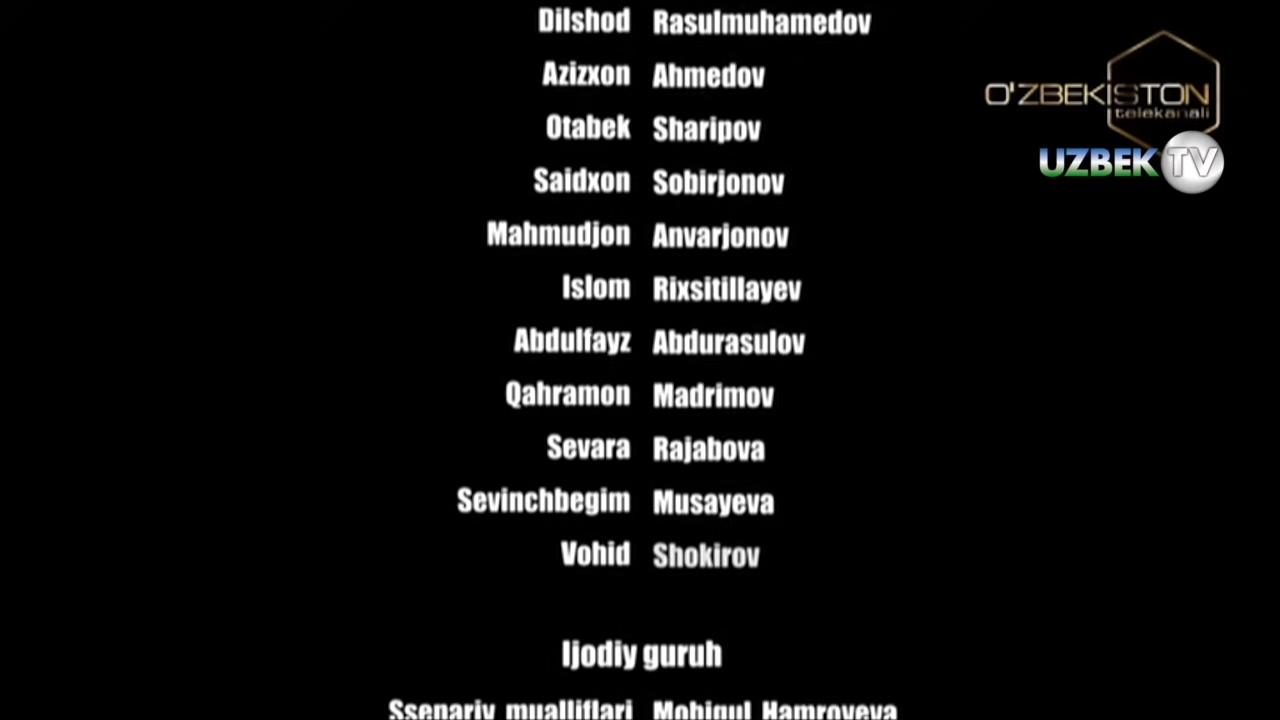 Dilshod Rasulmuhamedov
Azizxon Ahmedov
Otabek Sharipov
Saidxon Sobirjonov
Mahmudjon Anvarjonov
Islom Rixsitillayev
Abdulfayz Abdurasulov
Qahramon Madrimov
Sevara Rajabova
Sevinchbegim Musayeva
Vohid Shokirov
Ijodiy guruh
Ssenariy mualliflari Mohigul Hamroyeva
O'ZBEKISTON
telekanali
UZBEK TV